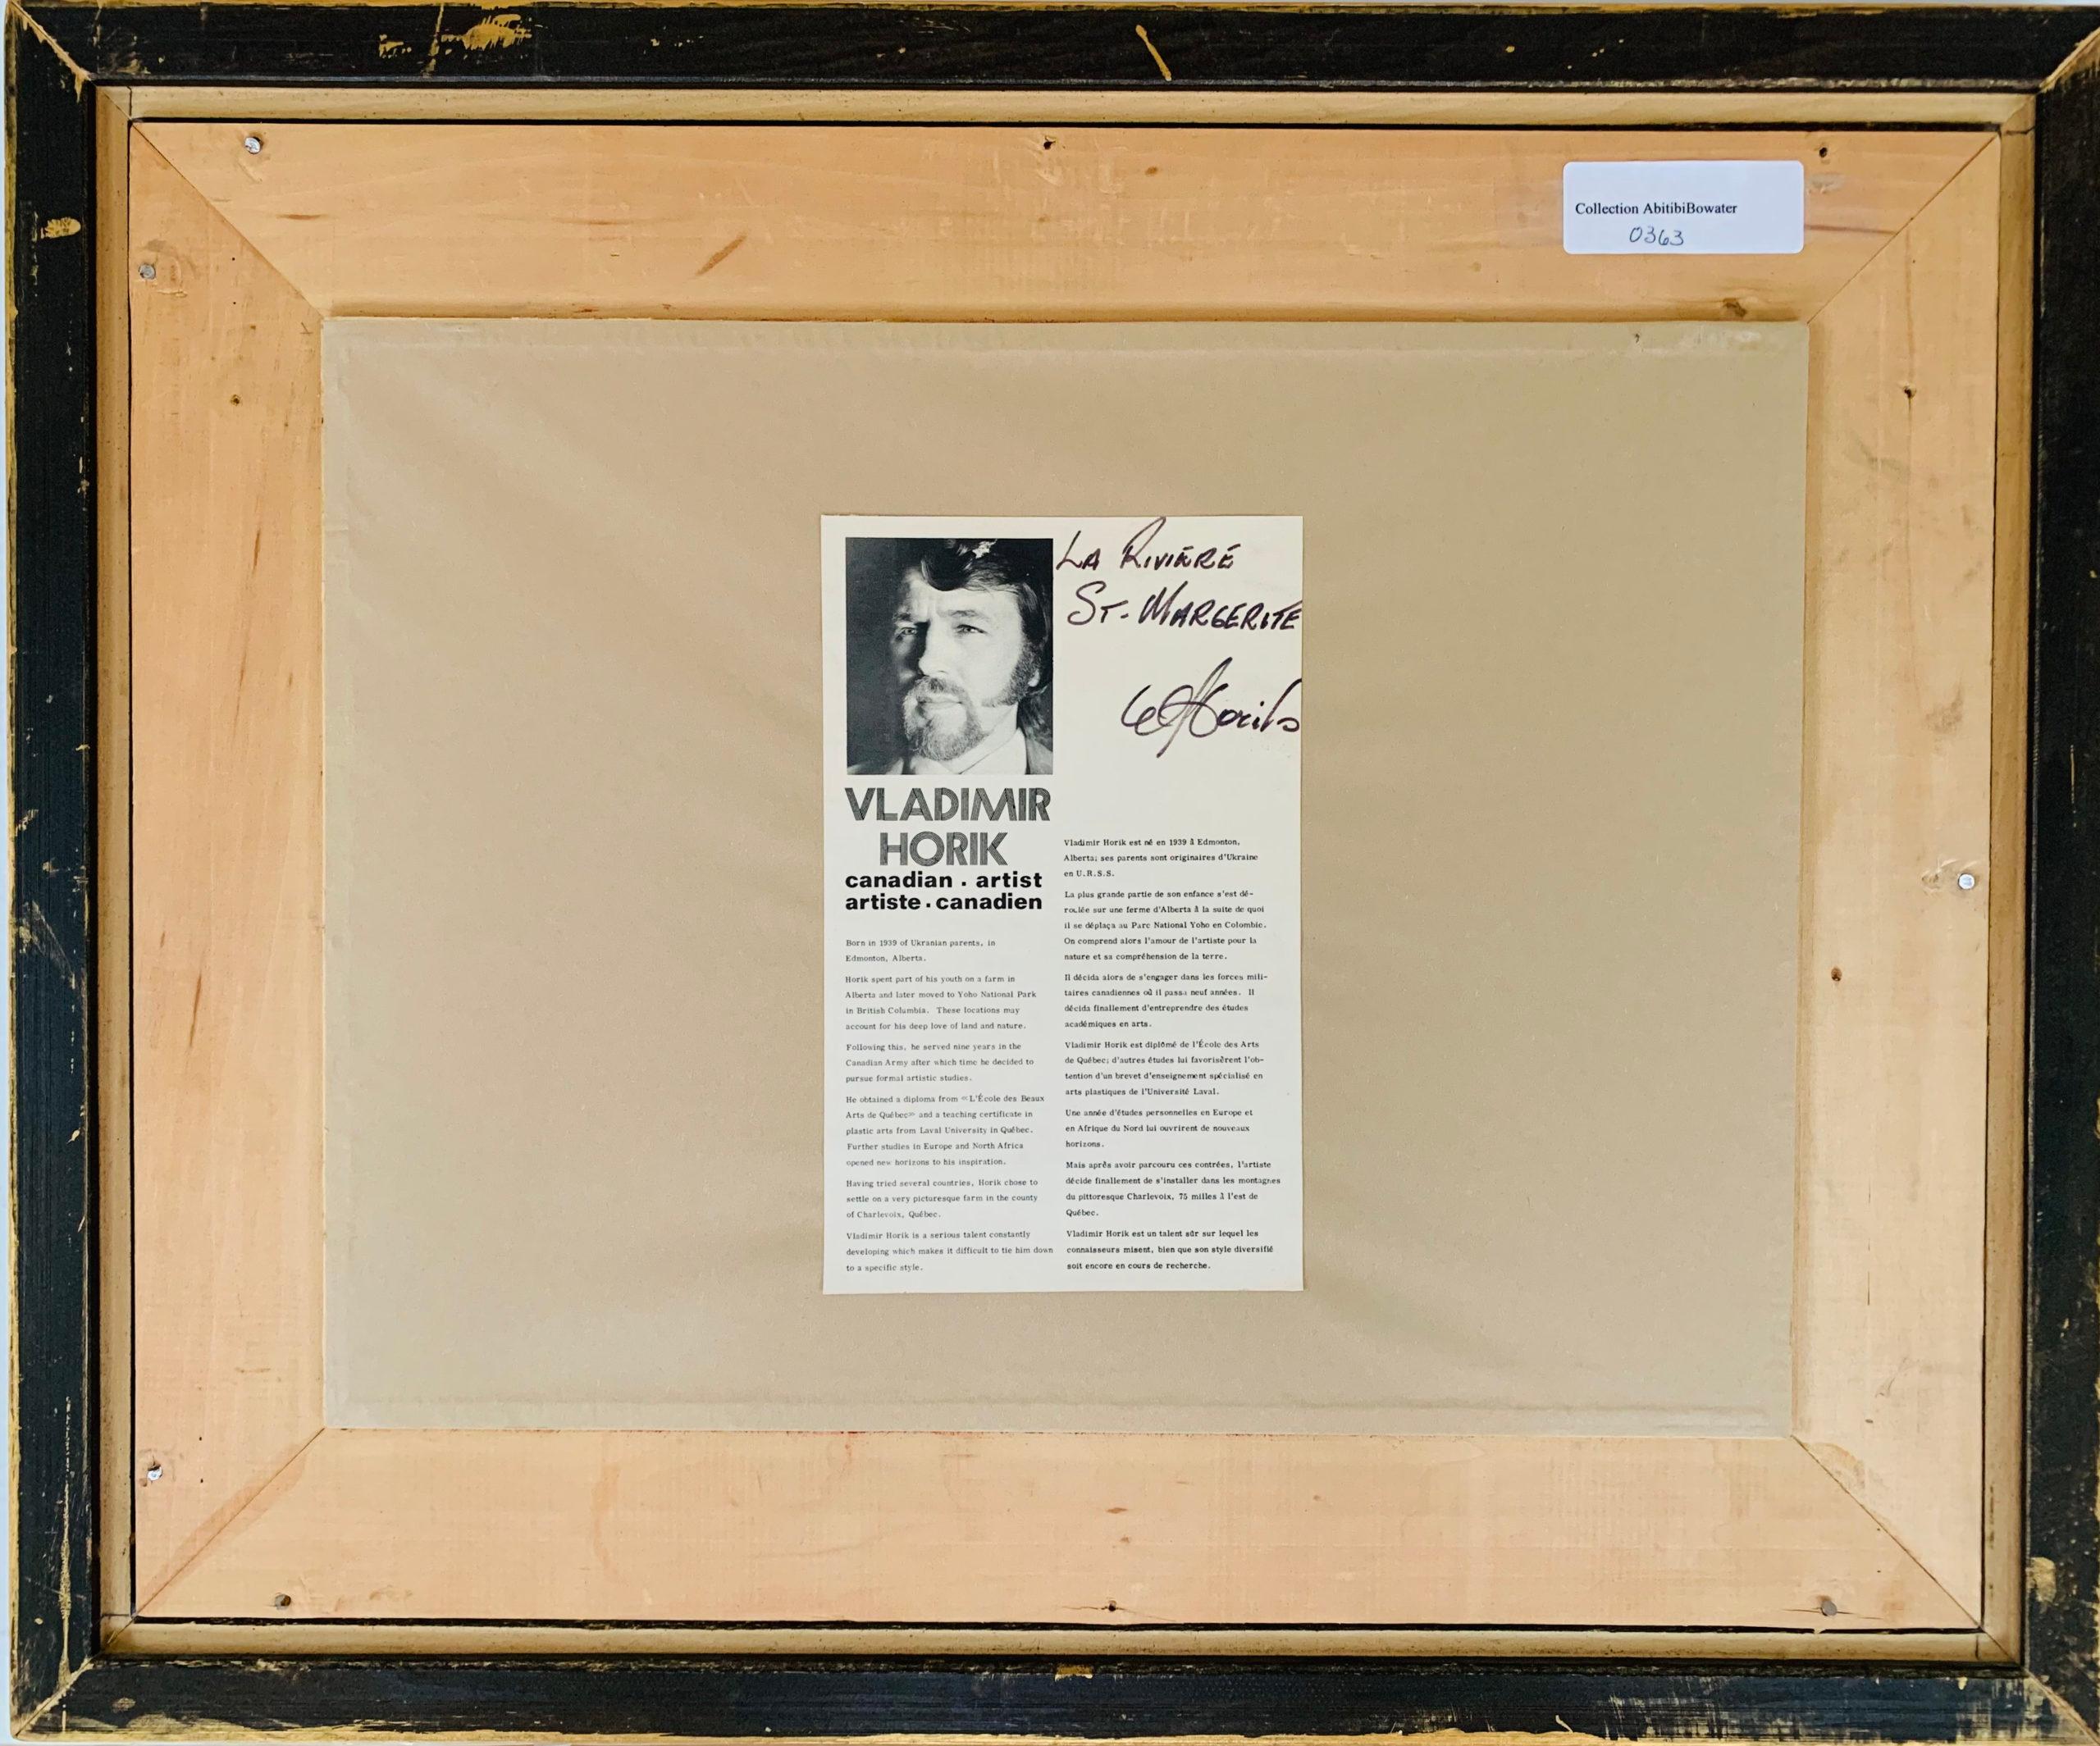 Collection AbitibiBowater
0363
LA RIVIÈRE
ST-MARGERITE
VLADIMIR
HORIK
canadian . artist
artiste . canadien
Born in 1939 of Ukranian parents, in
Edmonton, Alberta.
Horik spent part of his youth on a farm in
Alberta and later moved to Yoho National Park
in British Columbia. These locations may
account for his deep love of land and nature.
Following this, he served nine years in the
Canadian Army after which time he decided to
pursue formal artistic studies.
He obtained a diploma from «L'École des Beaux
Arts de Québec» and a teaching certificate in
plastic arts from Laval University in Québec.
Further studies in Europe and North Africa
opened new horizons to his inspiration.
Having tried several countries, Horik chose to
settle on a very picturesque farm in the county
of Charlevoix, Québec.
Vladimir Horik is a serious talent constantly
developing which makes it difficult to tie him down
to a specific style.
Vladimir Horik est né en 1939 à Edmonton,
Alberta; ses parents sont originaires d'Ukraine
en U.R.S.S.
La plus grande partie de son enfance s'est dé-
roulée sur une ferme d'Alberta à la suite de quoi
il se déplaça au Parc National Yoho en Colombie.
On comprend alors l'amour de l'artiste pour la
nature et sa compréhension de la terre.
Il décida alors de s'engager dans les forces mili-
taires canadiennes où il passa neuf années. Il
décida finallement d'entreprendre des études
académiques en arts.
Vladimir Horik est diplômé de l'École des Arts
de Québec; d'autres études lui favorisèrent l'ob-
tention d'un brevet d'enseignement spécialisé en
arts plastiques de l'Université Laval.
Une année d'études personnelles en Europe et
en Afrique du Nord lui ouvrirent de nouveaux
horizons.
Mais après avoir parcouru ces contrées, l'artiste
décide finallement de s'installer dans les montagnes
du pittoresque Charlevoix, 75 milles à l'est de
Québec.
Vladimir Horik est un talent sûr sur lequel les
connaisseurs misent, bien que son style diversifié
soit encore en cours de recherche.